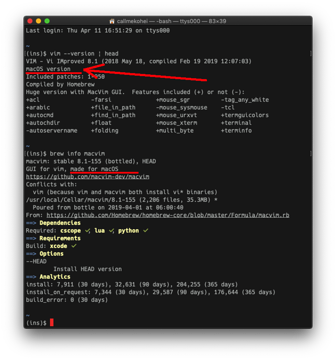 callmekohei — -bash — ttys000 — 83×39
Last login: Thu Apr 11 16:51:29 on ttys000
~
(ins)$ vim --version | head
VIM - Vi IMproved 8.1 (2018 May 18, compiled Feb 19 2019 12:07:03)
MacOS version
Included patches: 1-950
Compiled by Homebrew
Huge version with MacVim GUI.  Features included (+) or not (-):
+acl -farsi +mouse_sgr -tag_any_white
+arabic +file_in_path -mouse_sysmouse -tcl
+autocmd +find_in_path +mouse_urxvt +termguicolors
+autochdir +float +mouse_xterm +terminal
-autoservername +folding +multi_byte +terminfo
~
(ins)$ brew info macvim
macvim: stable 8.1-155 (bottled), HEAD
GUI for vim, made for macOS
https://github.com/macvim-dev/macvim
Conflicts with:
vim (because vim and macvim both install vi* binaries)
/usr/local/Cellar/macvim/8.1-155 (2,206 files, 35.3MB) *
Poured from bottle on 2019-04-01 at 06:08:40
From: https://github.com/Homebrew/homebrew-core/blob/master/Formula/macvim.rb
==> Dependencies
Required: cscope ✔, lua ✔, python ✔
==> Requirements
Build: xcode ✔
==> Options
--HEAD
Install HEAD version
==> Analytics
install: 7,911 (30 days), 32,631 (90 days), 204,255 (365 days)
install_on_request: 7,344 (30 days), 29,587 (90 days), 176,644 (365 days)
build_error: 0 (30 days)
~
(ins)$